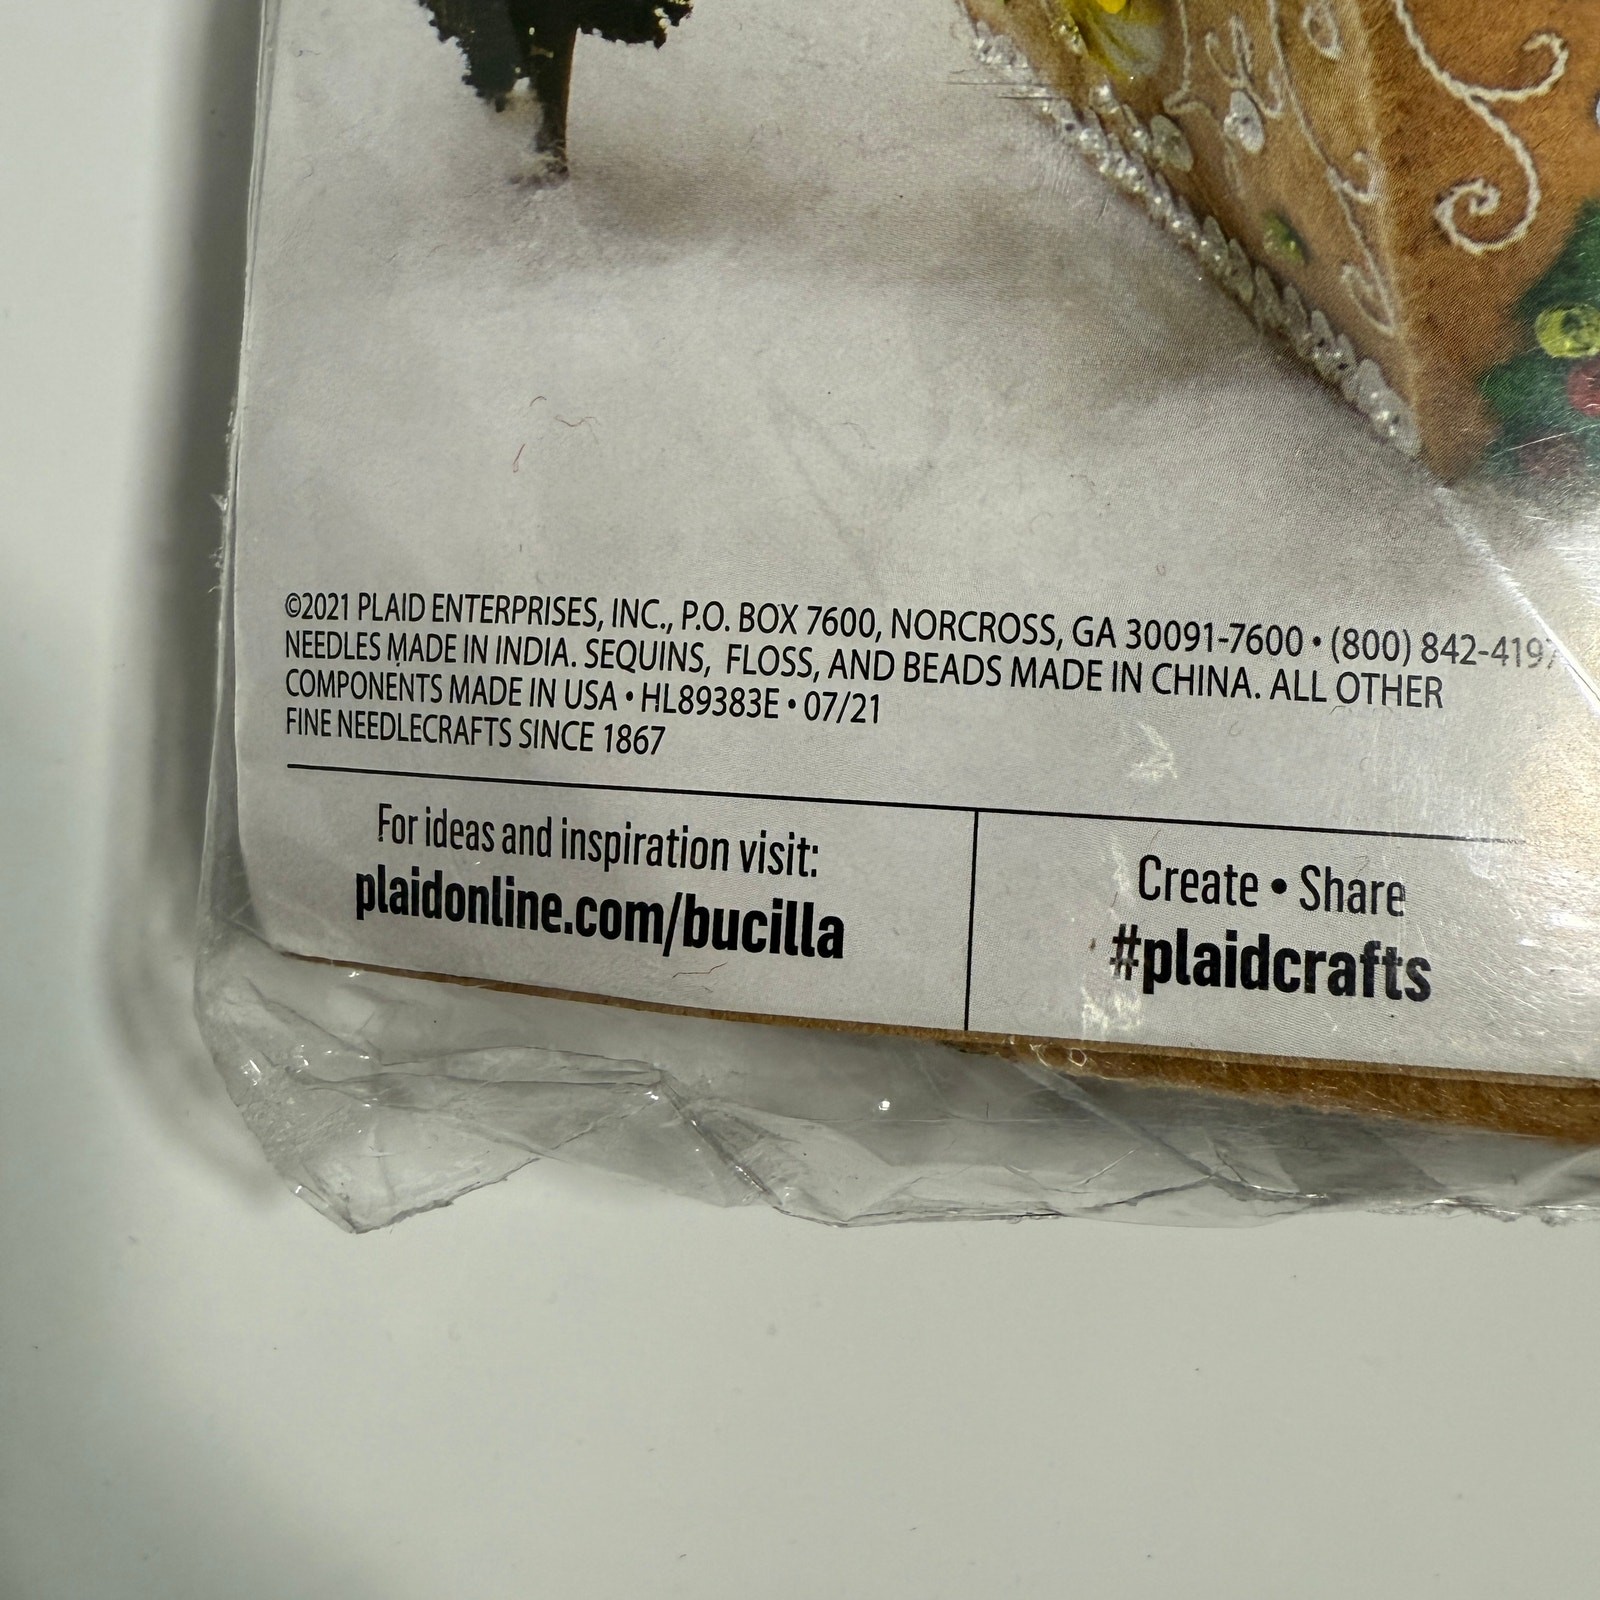 ©2021 PLAID ENTERPRISES, INC., P.O. BOX 7600, NORCROSS, GA 30091-7600 • (800) 842-4197
NEEDLES MADE IN INDIA. SEQUINS, FLOSS, AND BEADS MADE IN CHINA. ALL OTHER
COMPONENTS MADE IN USA • HL89383E • 07/21
FINE NEEDLECRAFTS SINCE 1867
For ideas and inspiration visit:
plaidonline.com/bucilla
Create • Share
#plaidcrafts